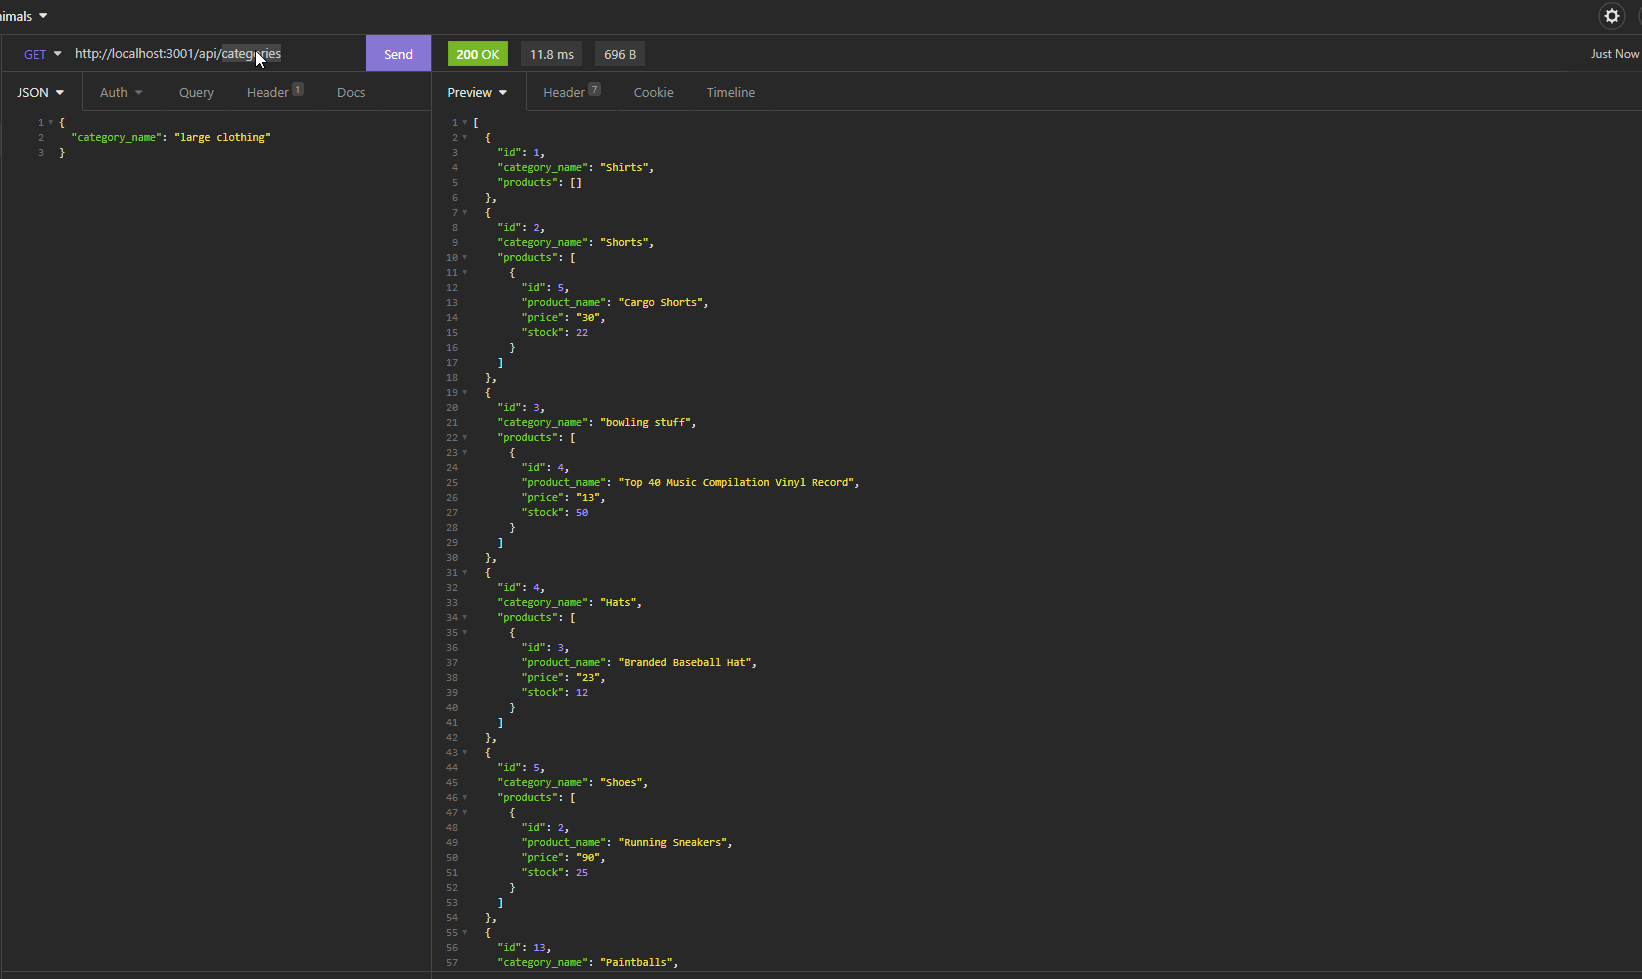 nimals
GET http://localhost:3001/api/categories Send 200 OK 11.8 ms 696 B Just Now
JSON Auth Query Header 1 Docs Preview Header 7 Cookie Timeline
1 {
2 "category_name": "large clothing"
3 }
1 [
2 {
3 "id": 1,
4 "category_name": "Shirts",
5 "products": []
6 },
7 {
8 "id": 2,
9 "category_name": "Shorts",
10 "products": [
11 {
12 "id": 5,
13 "product_name": "Cargo Shorts",
14 "price": "30",
15 "stock": 22
16 }
17 ]
18 },
19 {
20 "id": 3,
21 "category_name": "bowling stuff",
22 "products": [
23 {
24 "id": 4,
25 "product_name": "Top 40 Music Compilation Vinyl Record",
26 "price": "13",
27 "stock": 50
28 }
29 ]
30 },
31 {
32 "id": 4,
33 "category_name": "Hats",
34 "products": [
35 {
36 "id": 3,
37 "product_name": "Branded Baseball Hat",
38 "price": "23",
39 "stock": 12
40 }
41 ]
42 },
43 {
44 "id": 5,
45 "category_name": "Shoes",
46 "products": [
47 {
48 "id": 2,
49 "product_name": "Running Sneakers",
50 "price": "90",
51 "stock": 25
52 }
53 ]
54 },
55 {
56 "id": 13,
57 "category_name": "Paintballs",